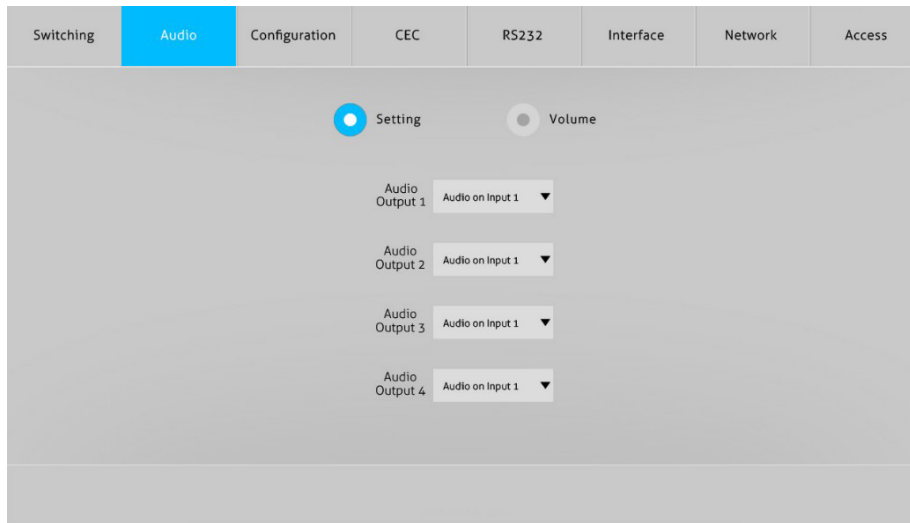 Switching Audio Configuration CEC RS232 Interface Network Access
Setting Volume
Audio
Output 1 Audio on Input 1
Audio
Output 2 Audio on Input 1
Audio
Output 3 Audio on Input 1
Audio
Output 4 Audio on Input 1